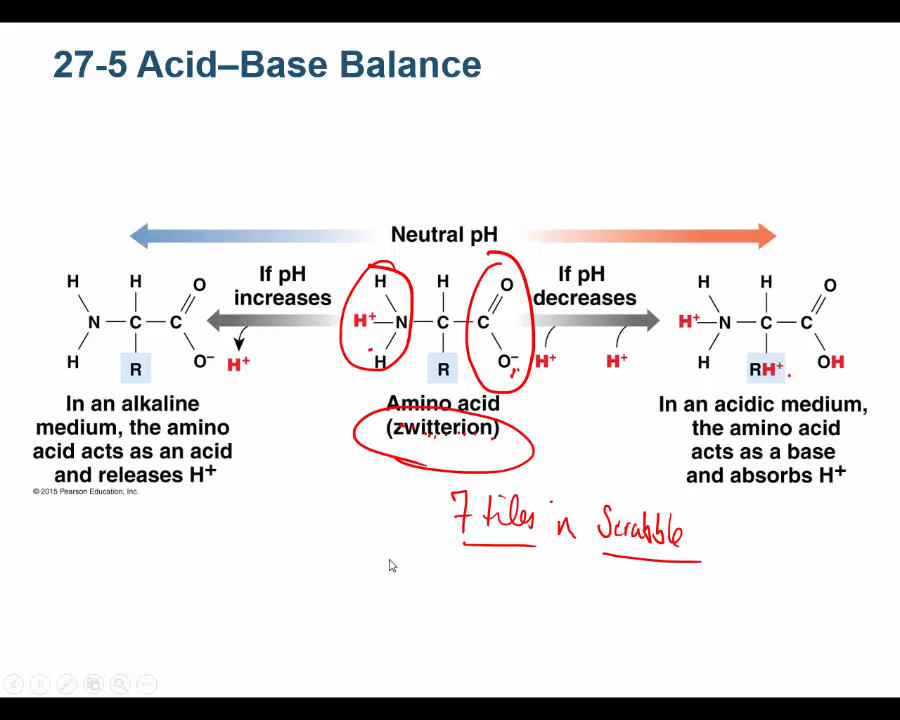 27-5 Acid–Base Balance
Neutral pH
If pH
increases
If pH
decreases
H H O
N C C
H R O⁻ H⁺
H H O
H⁺ N C C
H R O⁻ H⁺ H⁺
H H O
H⁺ N C C
H RH⁺ OH
In an alkaline
medium, the amino
acid acts as an acid
and releases H⁺
Amino acid
(zwitterion)
In an acidic medium,
the amino acid
acts as a base
and absorbs H⁺
© 2015 Pearson Education, Inc.
7 tiles in Scrabble